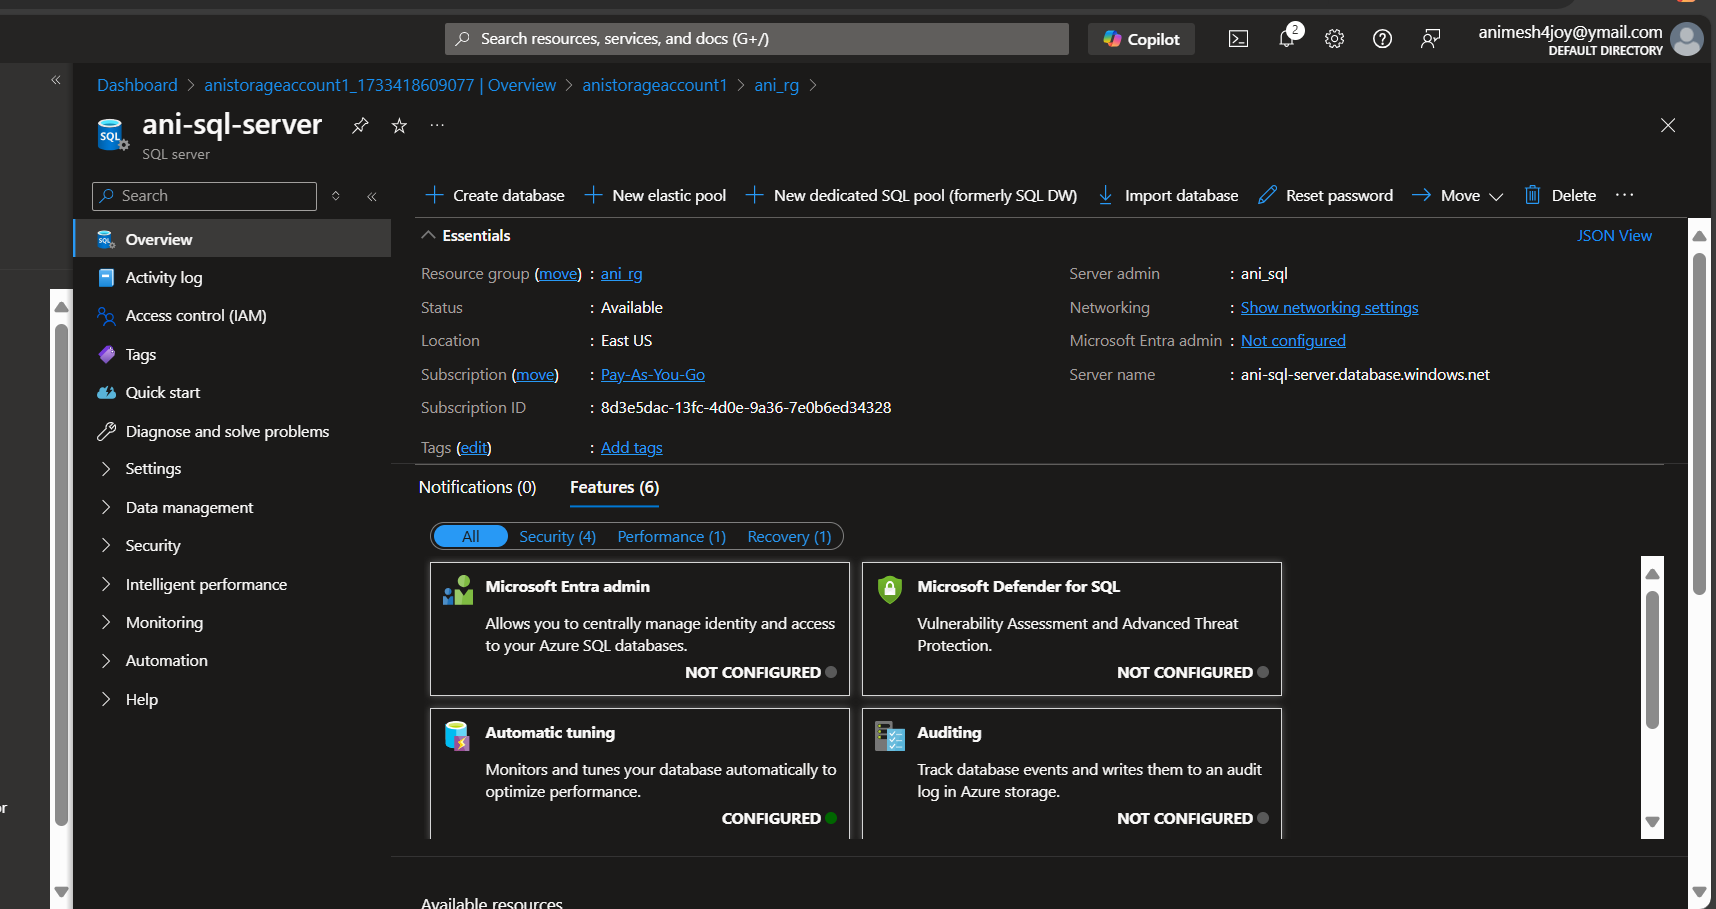 Search resources, services, and docs (G+/)
Copilot
2
animesh4joy@ymail.com
DEFAULT DIRECTORY
Dashboard > anistorageaccount1_1733418609077 | Overview > anistorageaccount1 > ani_rg >
ani-sql-server
SQL server
Search
Overview
Activity log
Access control (IAM)
Tags
Quick start
Diagnose and solve problems
Settings
Data management
Security
Intelligent performance
Monitoring
Automation
Help
Create database
New elastic pool
New dedicated SQL pool (formerly SQL DW)
Import database
Reset password
Move
Delete
Essentials
JSON View
Resource group (move) : ani_rg
Status : Available
Location : East US
Subscription (move) : Pay-As-You-Go
Subscription ID : 8d3e5dac-13fc-4d0e-9a36-7e0b6ed34328
Tags (edit) : Add tags
Server admin : ani_sql
Networking : Show networking settings
Microsoft Entra admin : Not configured
Server name : ani-sql-server.database.windows.net
Notifications (0)
Features (6)
All
Security (4)
Performance (1)
Recovery (1)
Microsoft Entra admin
Allows you to centrally manage identity and access
to your Azure SQL databases.
NOT CONFIGURED
Microsoft Defender for SQL
Vulnerability Assessment and Advanced Threat
Protection.
NOT CONFIGURED
Automatic tuning
Monitors and tunes your database automatically to
optimize performance.
CONFIGURED
Auditing
Track database events and writes them to an audit
log in Azure storage.
NOT CONFIGURED
Available resources